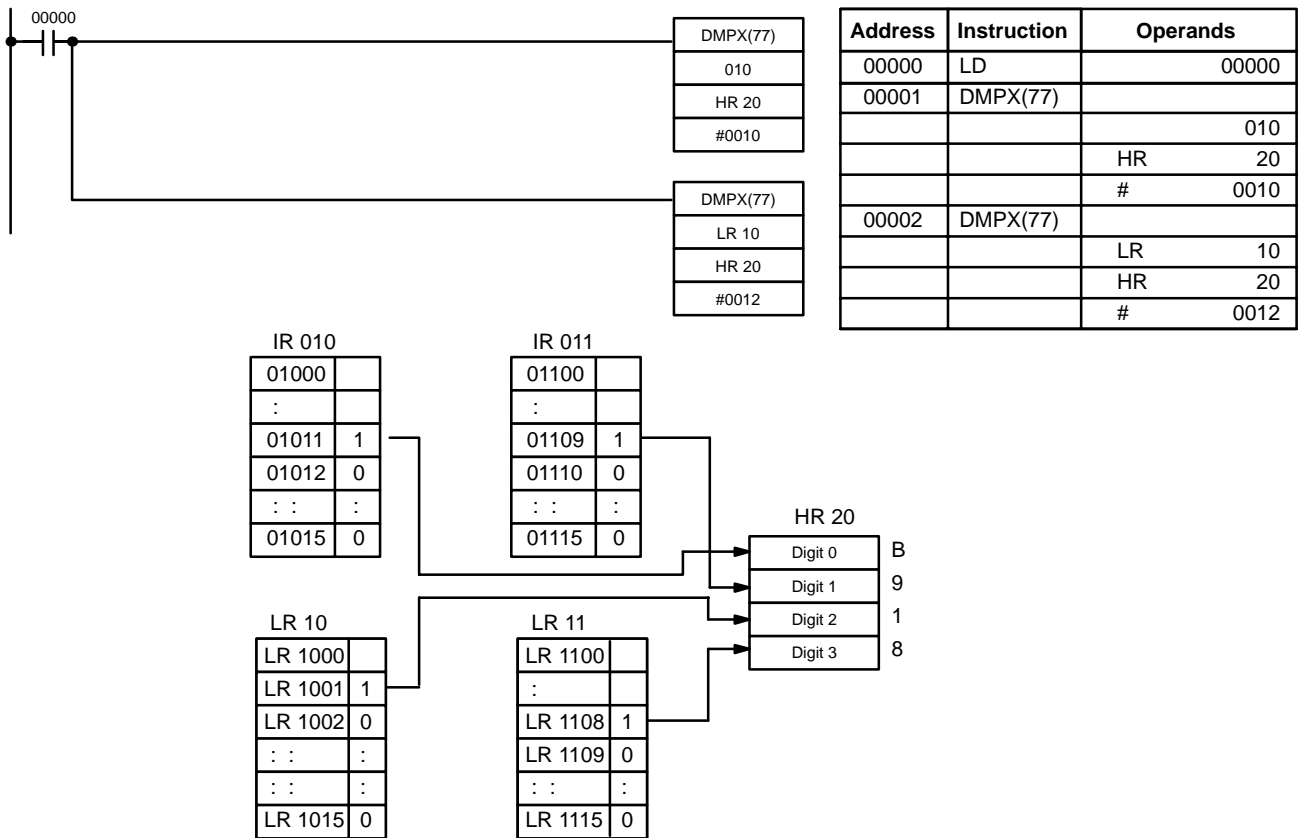 00000
DMPX(77)
010
HR 20
#0010
DMPX(77)
LR 10
HR 20
#0012
Address Instruction Operands
00000 LD 00000
00001 DMPX(77)
010
HR 20
# 0010
00002 DMPX(77)
LR 10
HR 20
# 0012
IR 010
01000
:
01011 1
01012 0
: : :
01015 0
IR 011
01100
:
01109 1
01110 0
: : :
01115 0
HR 20
Digit 0 B
Digit 1 9
Digit 2 1
Digit 3 8
LR 10
LR 1000
LR 1001 1
LR 1002 0
: : :
: : :
LR 1015 0
LR 11
LR 1100
:
LR 1108 1
LR 1109 0
: : :
LR 1115 0